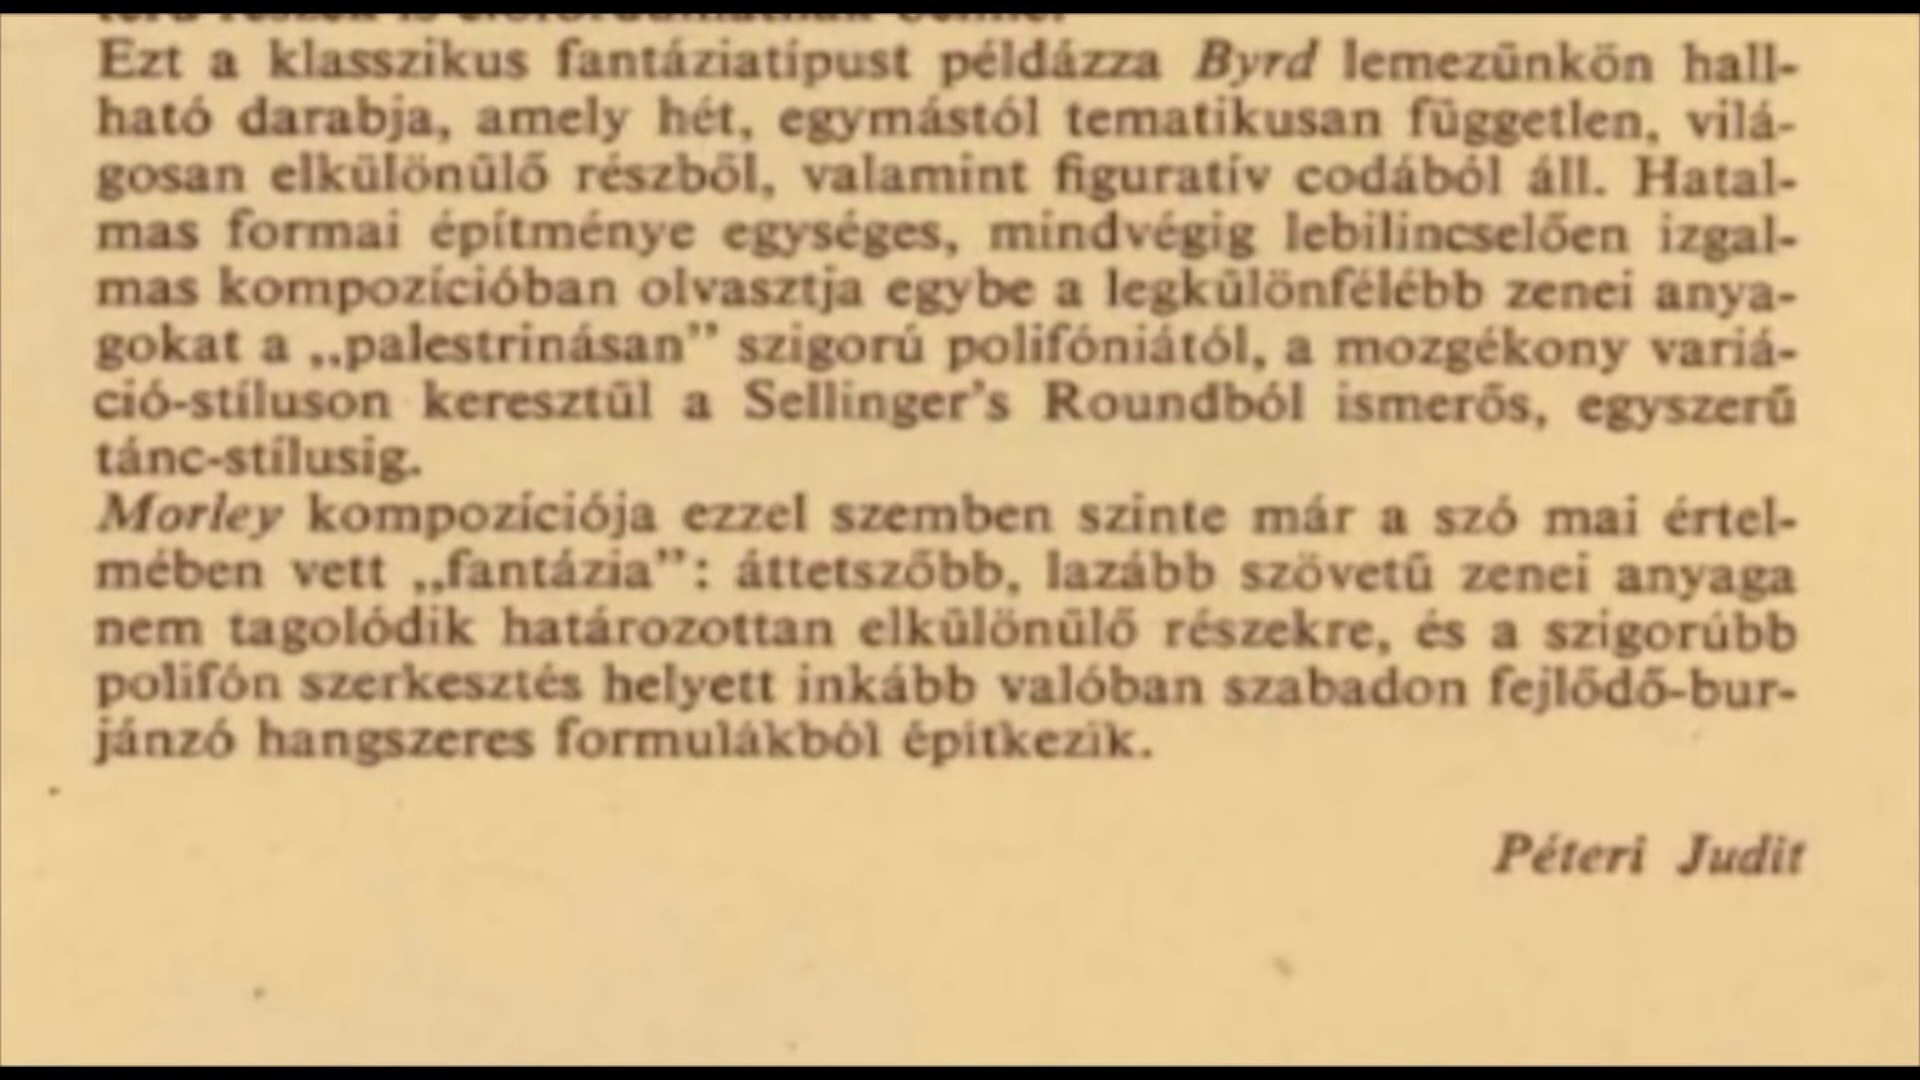 Ezt a klasszikus fantáziatípust példázza Byrd lemezünkön hall-
ható darabja, amely hét, egymástól tematikusan független, vilá-
gosan elkülönülő részből, valamint figuratív codából áll. Hatal-
mas formai építménye egységes, mindvégig lebilincselően izgal-
mas kompozícióban olvasztja egybe a legkülönfélébb zenei anya-
gokat a „palestrinásan” szigorú polifóniától, a mozgékony variá-
ció-stíluson keresztül a Sellinger's Roundból ismerős, egyszerű
tánc-stílusig.
Morley kompozíciója ezzel szemben szinte már a szó mai értel-
mében vett „fantázia”: áttetszőbb, lazább szövetű zenei anyaga
nem tagolódik határozottan elkülönülő részekre, és a szigorúbb
polifón szerkesztés helyett inkább valóban szabadon fejlődő-bur-
jánzó hangszeres formulákból építkezik.
Péteri Judit